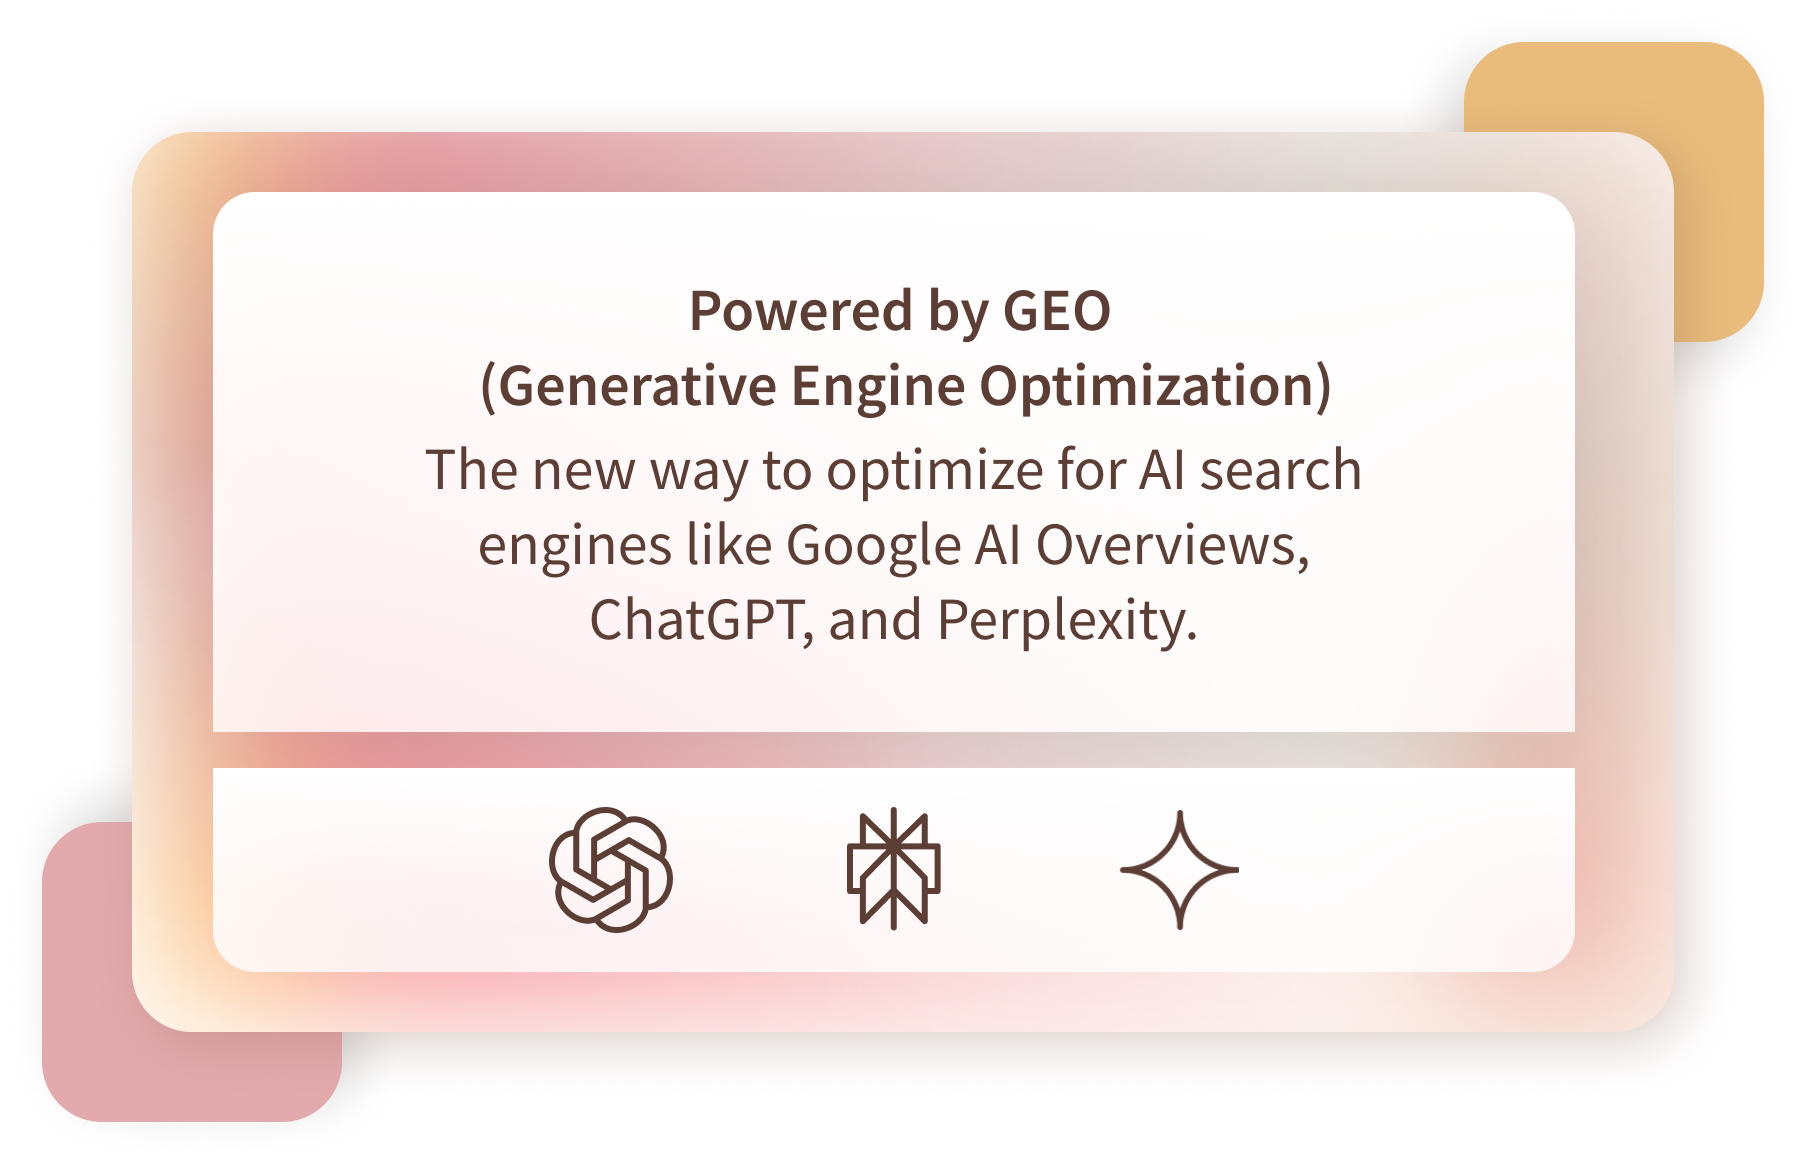 Powered by GEO
(Generative Engine Optimization)
The new way to optimize for AI search
engines like Google AI Overviews,
ChatGPT, and Perplexity.